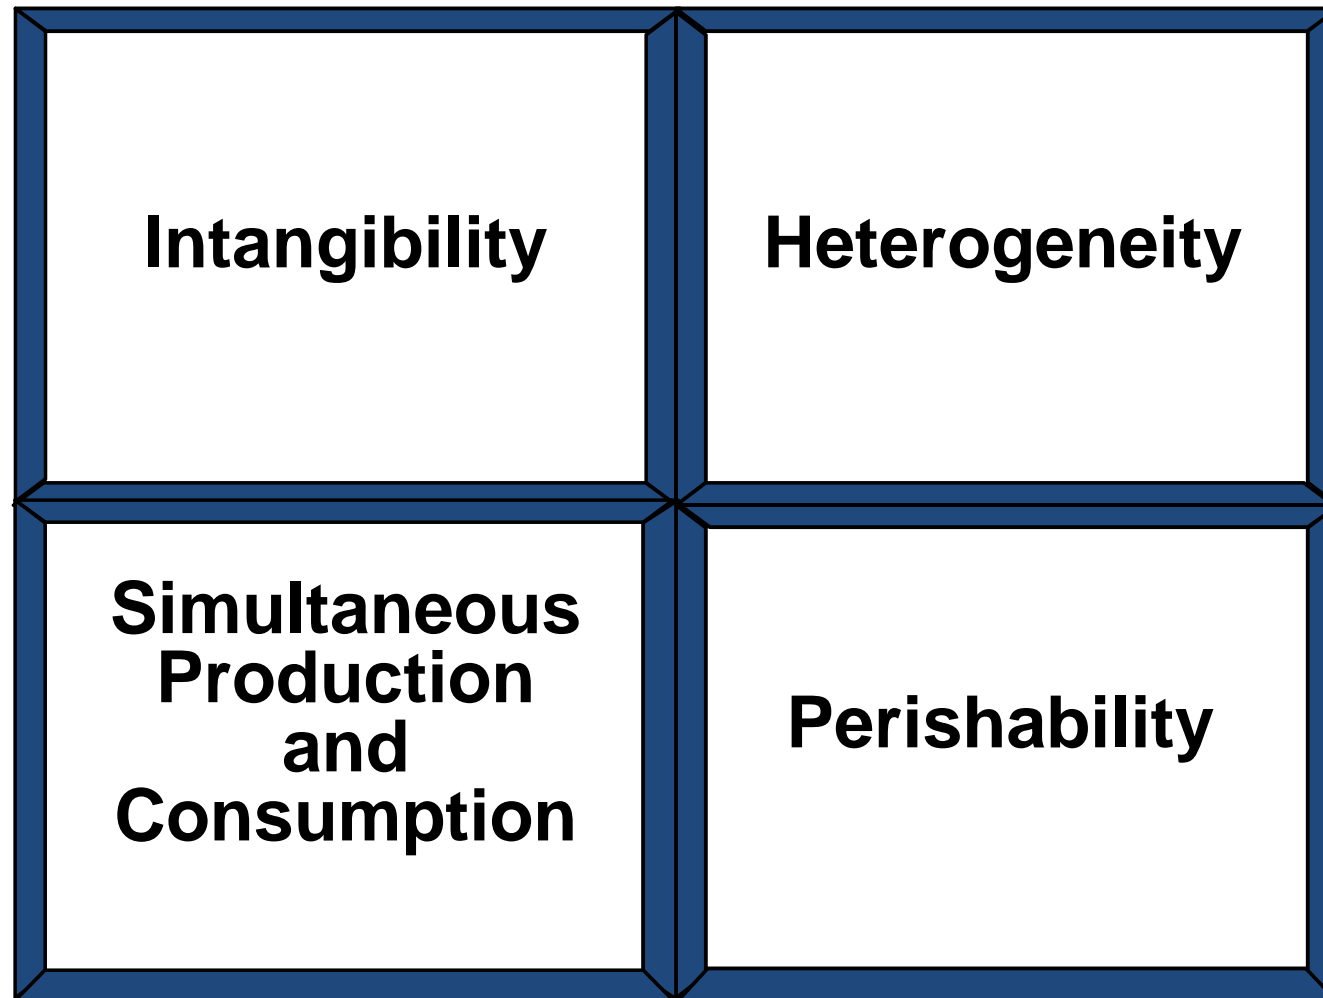 Intangibility
Heterogeneity
Simultaneous
Production
and
Consumption
Perishability